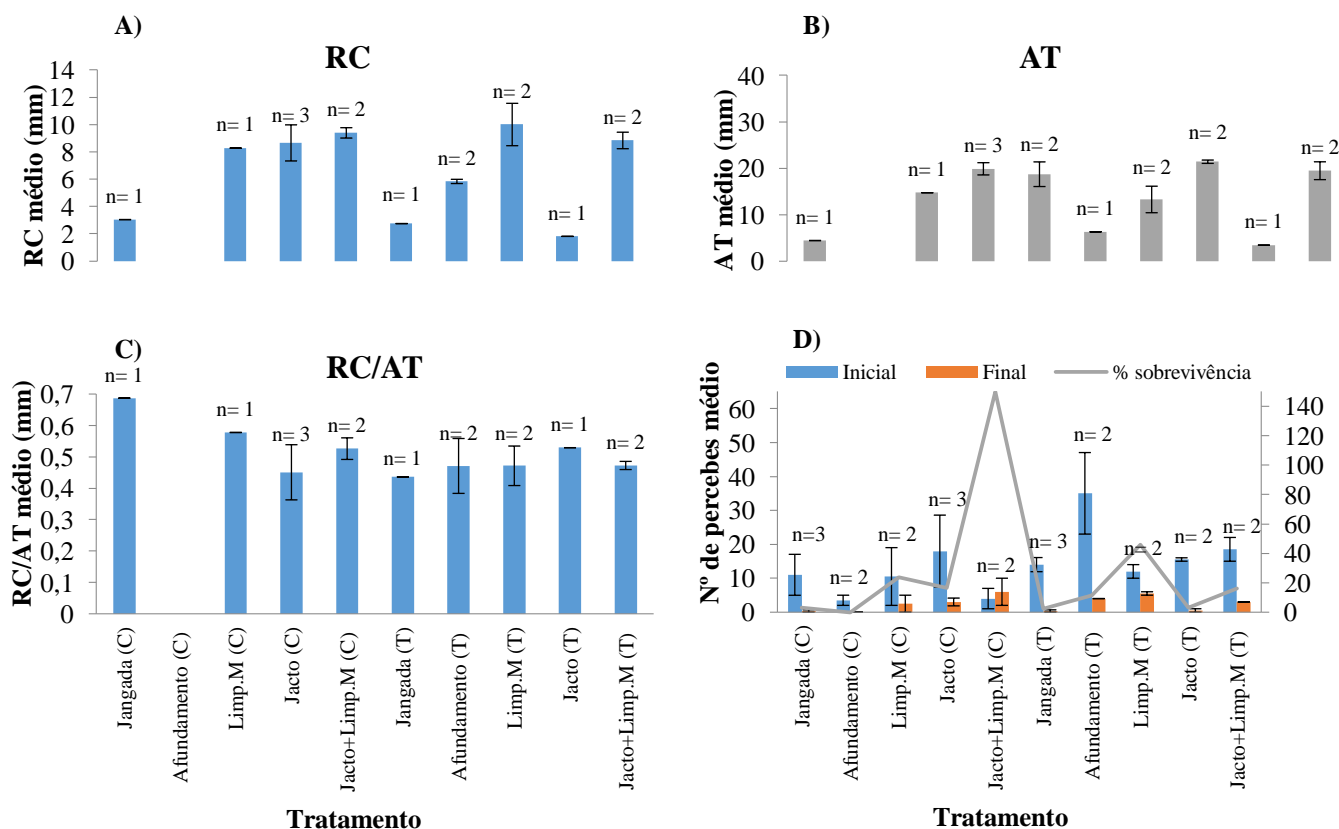 A)
RC
RC médio (mm)
14
12
10
8
6
4
2
0
n= 1
n= 1
n= 3
n= 2
n= 1
n= 2
n= 2
n= 1
n= 2
B)
AT
AT médio (mm)
40
30
20
10
0
n= 1
n= 1
n= 3
n= 2
n= 1
n= 2
n= 2
n= 1
n= 2
C)
RC/AT
RC/AT médio (mm)
0,7
0,6
0,5
0,4
0,3
0,2
0,1
0
n= 1
n= 1
n= 3
n= 2
n= 1
n= 2
n= 2
n= 1
n= 2
Jangada (C)
Afundamento (C)
Limp.M (C)
Jacto (C)
Jacto+Limp.M (C)
Jangada (T)
Afundamento (T)
Limp.M (T)
Jacto (T)
Jacto+Limp.M (T)
Tratamento
D)
Inicial
Final
% sobrevivência
Nº de percebes médio
60
50
40
30
20
10
0
140
120
100
80
60
40
20
0
n=3
n= 2
n= 2
n= 3
n= 2
n= 3
n= 2
n= 2
n= 2
n= 2
Jangada (C)
Afundamento (C)
Limp.M (C)
Jacto (C)
Jacto+Limp.M (C)
Jangada (T)
Afundamento (T)
Limp.M (T)
Jacto (T)
Jacto+Limp.M (T)
Tratamento